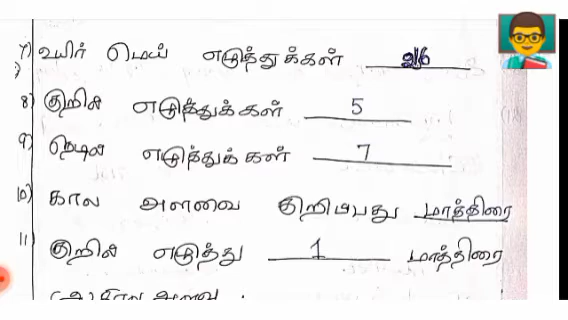 7) உயிர் மெய் எழுத்துக்கள் 216
8) குறில் எழுத்துக்கள் 5
9) நெடில் எழுத்துக்கள் 7
10) கால அளவை குறிப்பது மாத்திரை
11) குறில் எழுத்து 1 மாத்திரை